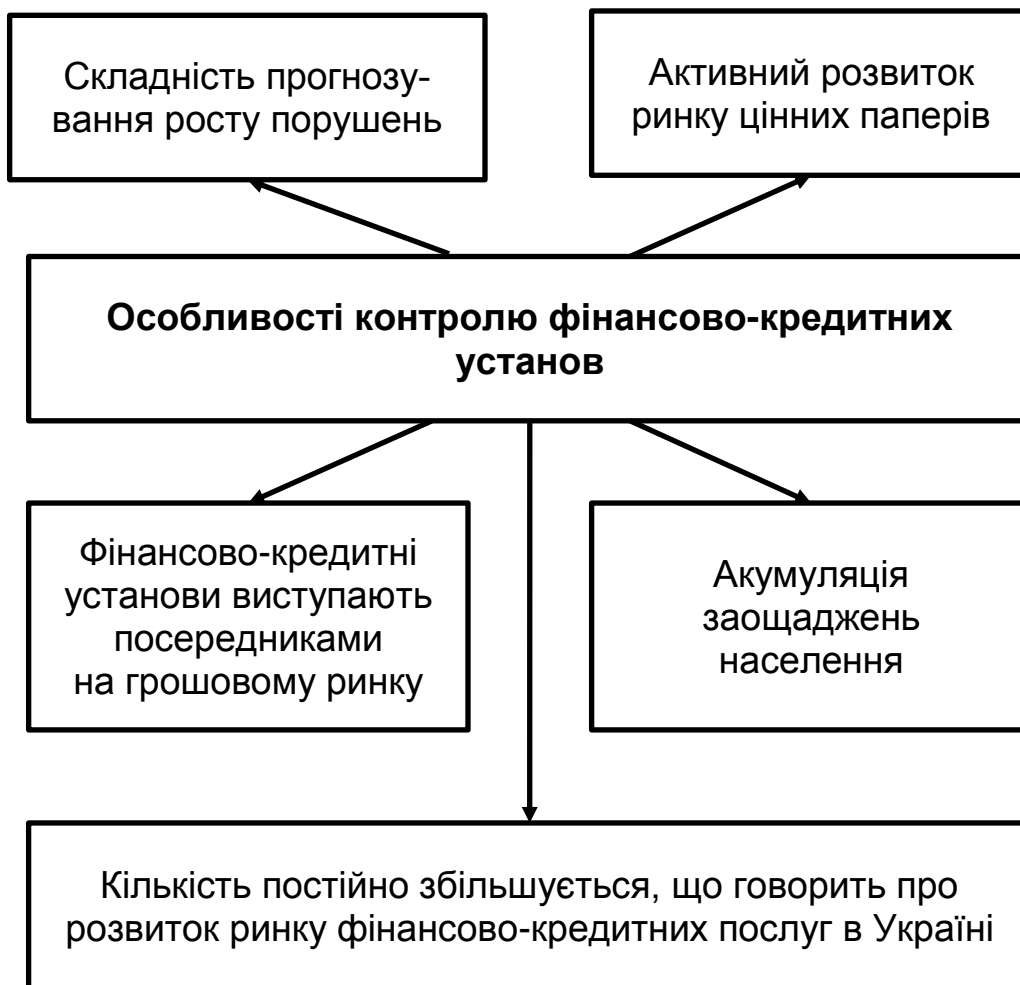 Складність прогнозу-
вання росту порушень
Активний розвиток
ринку цінних паперів
Особливості контролю фінансово-кредитних
установ
Фінансово-кредитні
установи виступають
посередниками
на грошовому ринку
Акумуляція
заощаджень
населення
Кількість постійно збільшується, що говорить про
розвиток ринку фінансово-кредитних послуг в Україні